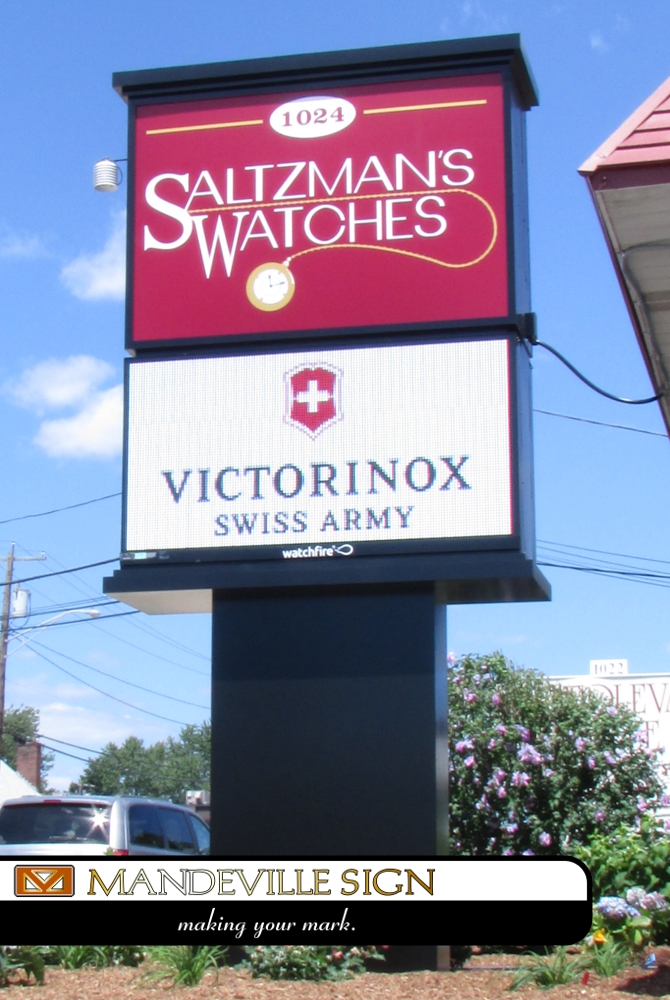 1024
SALTZMAN'S
WATCHES
VICTORINOX
SWISS ARMY
watchfire
1022
MANDEVILLE SIGN
making your mark.